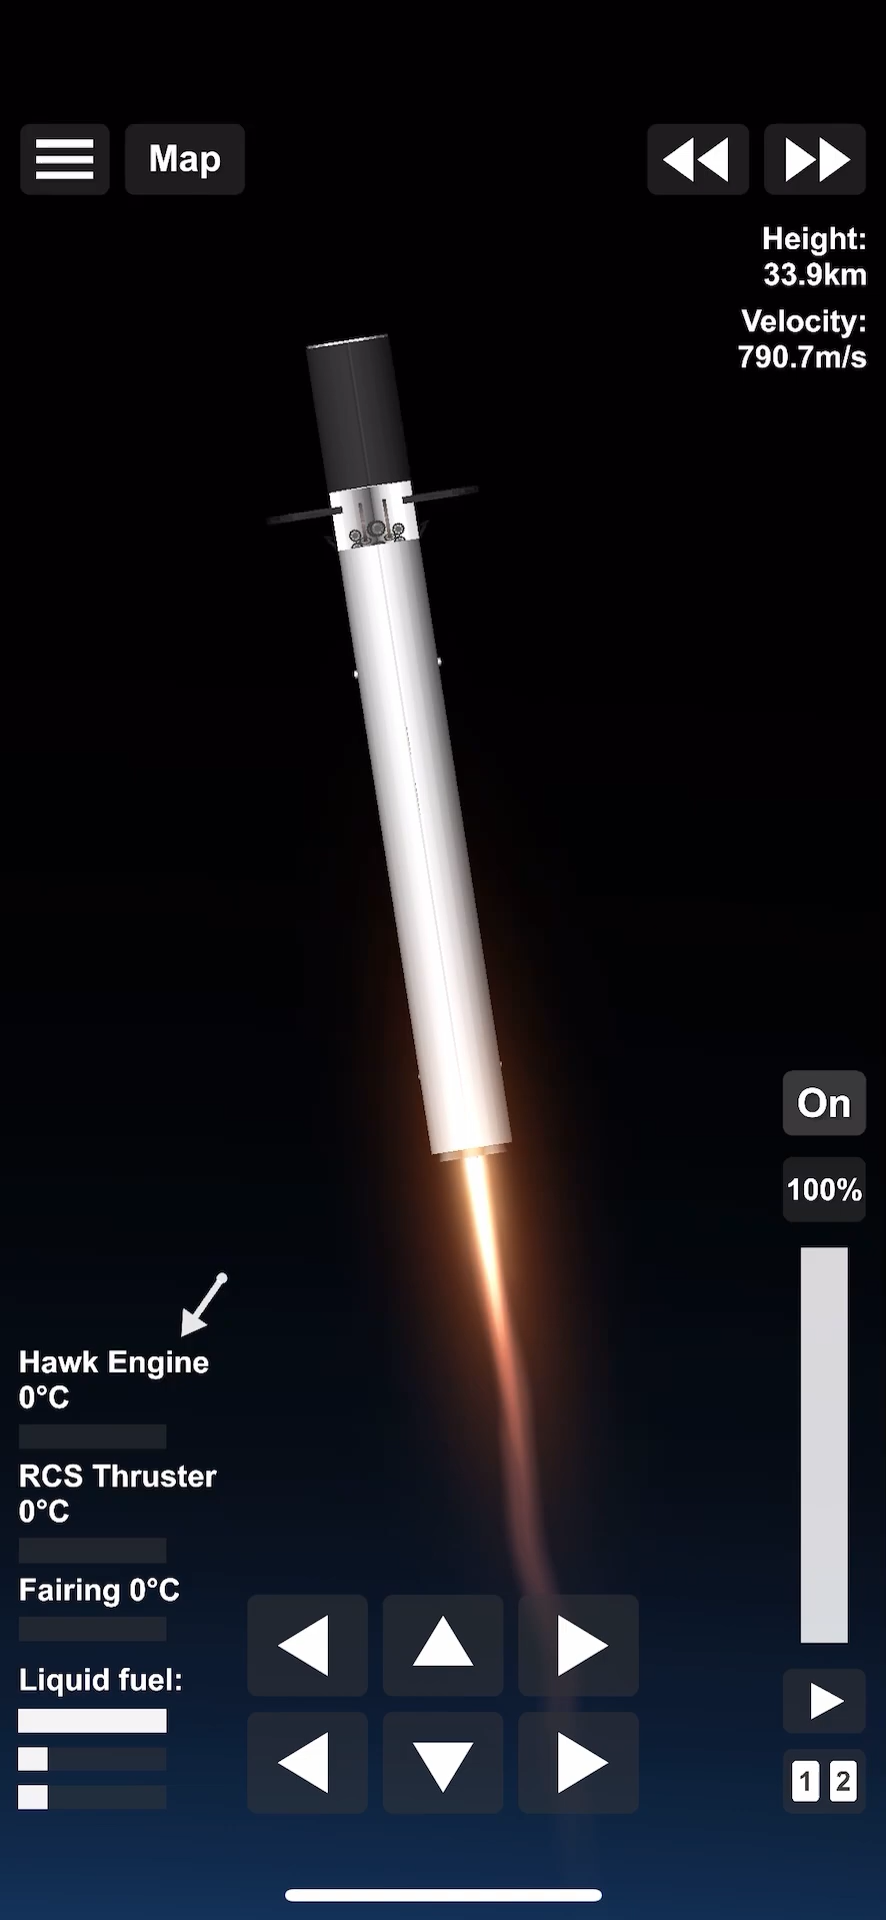 Map
Height:
33.9km
Velocity:
790.7m/s
On
100%
Hawk Engine
0°C
RCS Thruster
0°C
Fairing 0°C
Liquid fuel:
1 2